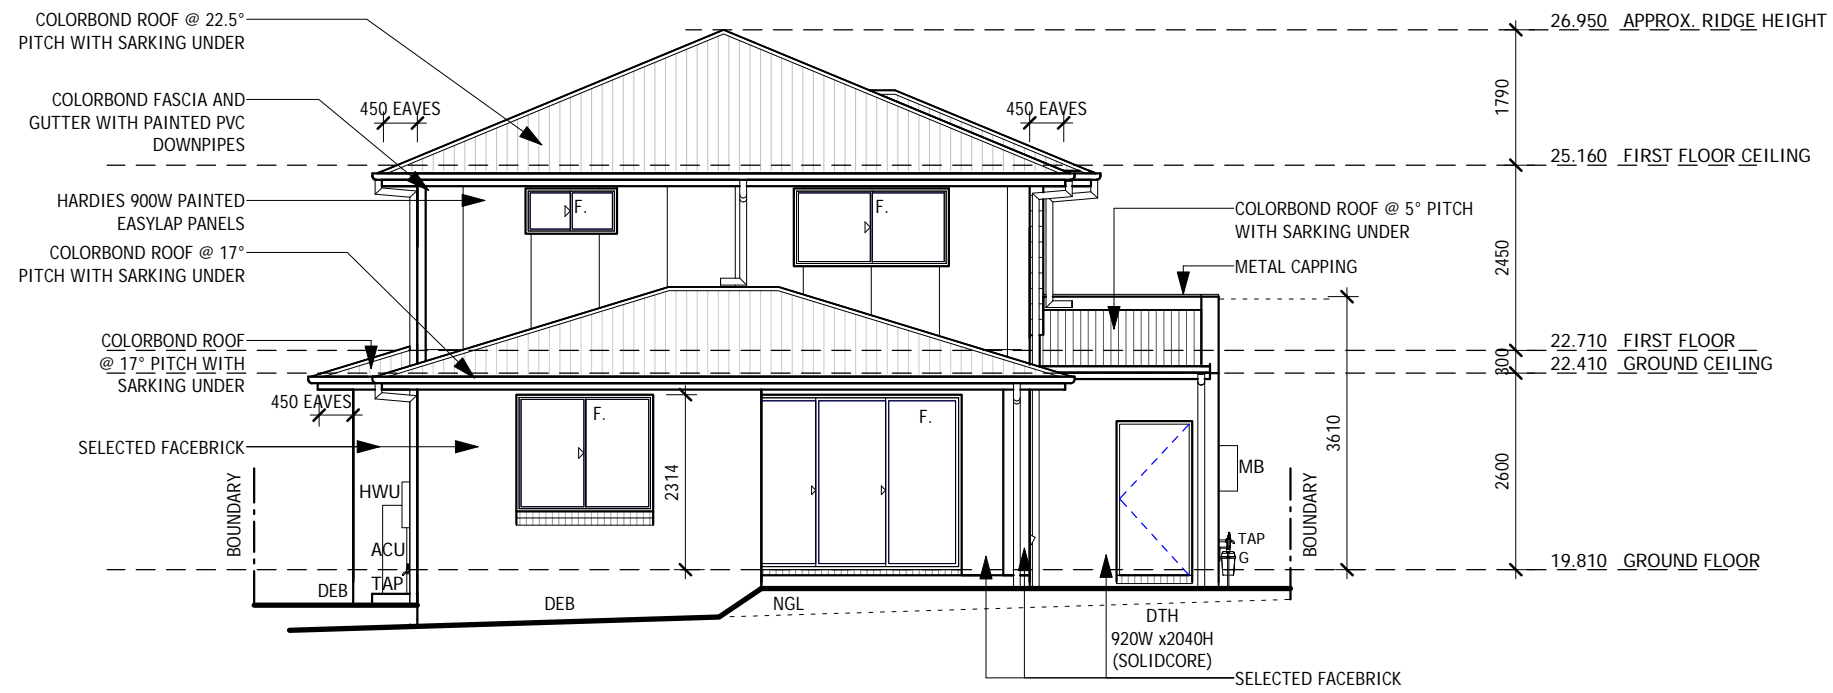 COLORBOND ROOF @ 22.5°
PITCH WITH SARKING UNDER
COLORBOND FASCIA AND
GUTTER WITH PAINTED PVC
DOWNPIPES
HARDIES 900W PAINTED
EASYLAP PANELS
COLORBOND ROOF @ 17°
PITCH WITH SARKING UNDER
COLORBOND ROOF
@ 17° PITCH WITH
SARKING UNDER
450 EAVES
SELECTED FACEBRICK
BOUNDARY
HWU
ACU
TAP
DEB
450 EAVES
450 EAVES
F.
F.
F.
F.
2314
DEB
NGL
DTH
920W x2040H
(SOLIDCORE)
SELECTED FACEBRICK
COLORBOND ROOF @ 5° PITCH
WITH SARKING UNDER
METAL CAPPING
3610
MB
TAP
G
BOUNDARY
26.950 APPROX. RIDGE HEIGHT
1790
25.160 FIRST FLOOR CEILING
2450
22.710 FIRST FLOOR
300
22.410 GROUND CEILING
2600
19.810 GROUND FLOOR